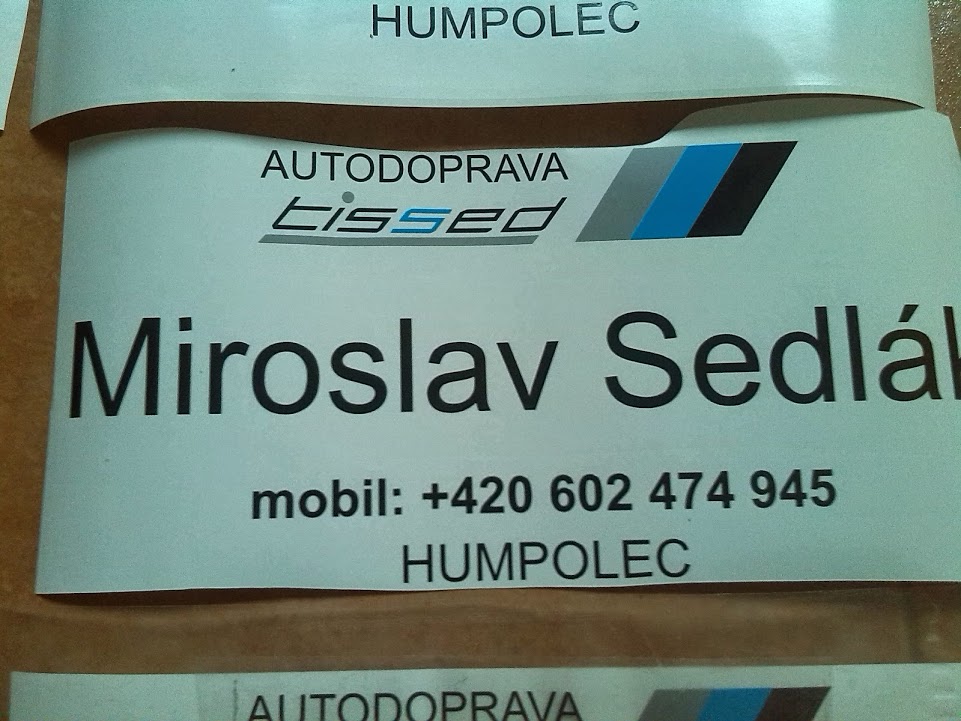 HUMPOLEC
AUTODOPRAVA
tissed
Miroslav Sedlák
mobil: +420 602 474 945
HUMPOLEC
AUTODOPRAVA